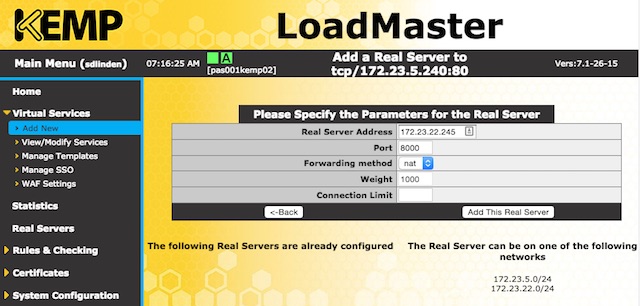 KEMP
LoadMaster
Main Menu (sdlinden)
07:16:25 AM
A
[pas001kemp02]
Add a Real Server to
tcp/172.23.5.240:80
Vers:7.1-26-15
Home
Virtual Services
Add New
View/Modify Services
Manage Templates
Manage SSO
WAF Settings
Statistics
Real Servers
Rules & Checking
Certificates
System Configuration
Please Specify the Parameters for the Real Server
Real Server Address 172.23.22.245
Port 8000
Forwarding method nat
Weight 1000
Connection Limit
<-Back
Add This Real Server
The following Real Servers are already configured
The Real Server can be on one of the following
networks
172.23.5.0/24
172.23.22.0/24